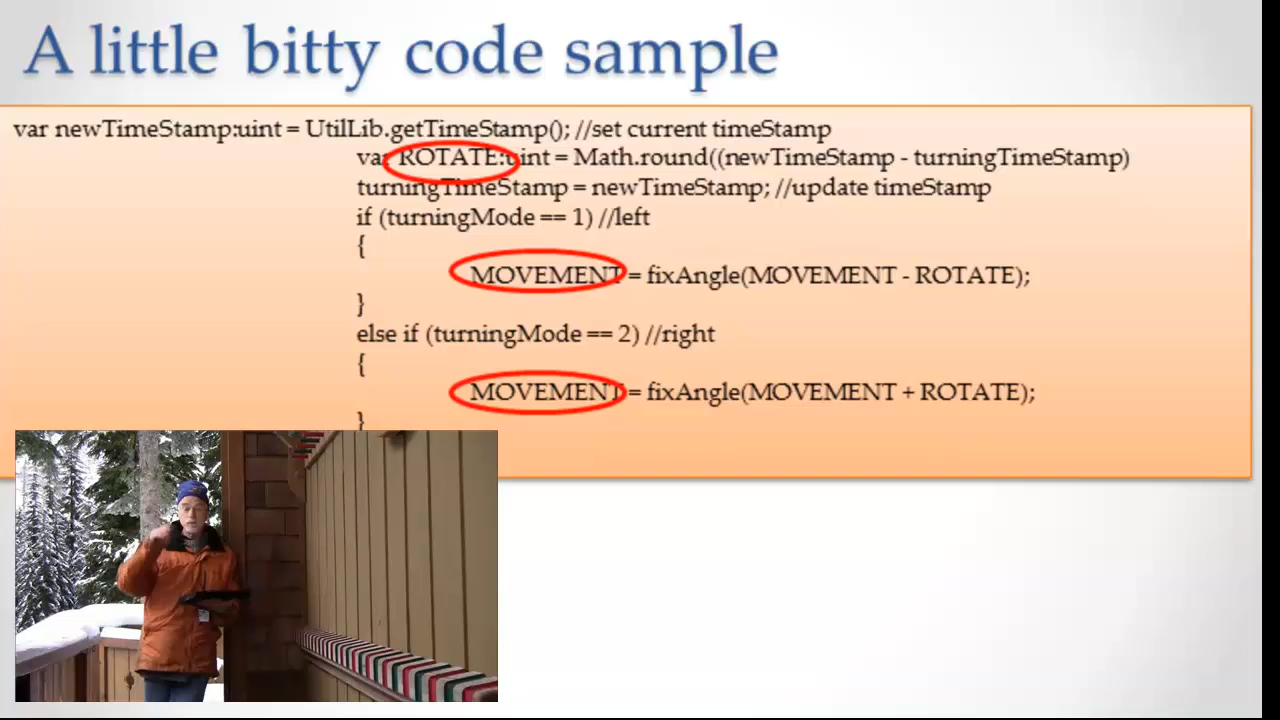 A little bitty code sample
var newTimeStamp:uint = UtilLib.getTimeStamp(); //set current timeStamp
var ROTATE:uint = Math.round((newTimeStamp - turningTimeStamp)
turningTimeStamp = newTimeStamp; //update timeStamp
if (turningMode == 1) //left
{
MOVEMENT = fixAngle(MOVEMENT - ROTATE);
}
else if (turningMode == 2) //right
{
MOVEMENT = fixAngle(MOVEMENT + ROTATE);
}